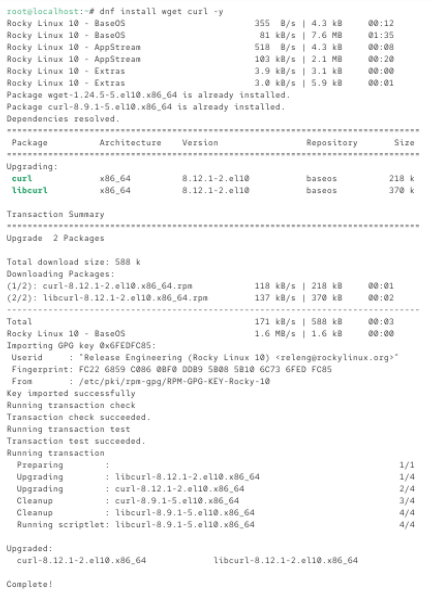 root@localhost:~# dnf install wget curl -y
Rocky Linux 10 - BaseOS                             355  B/s | 4.3 kB     00:12
Rocky Linux 10 - BaseOS                              81 kB/s | 7.6 MB     01:35
Rocky Linux 10 - AppStream                          518  B/s | 4.3 kB     00:08
Rocky Linux 10 - AppStream                          103 kB/s | 2.1 MB     00:20
Rocky Linux 10 - Extras                             3.9 kB/s | 3.1 kB     00:00
Rocky Linux 10 - Extras                             3.0 kB/s | 5.9 kB     00:01
Package wget-1.24.5-5.el10.x86_64 is already installed.
Package curl-8.9.1-5.el10.x86_64 is already installed.
Dependencies resolved.
================================================================================
 Package          Architecture    Version                 Repository       Size
================================================================================
Upgrading:
 curl             x86_64          8.12.1-2.el10           baseos          218 k
 libcurl          x86_64          8.12.1-2.el10           baseos          370 k

Transaction Summary
================================================================================
Upgrade  2 Packages

Total download size: 588 k
Downloading Packages:
(1/2): curl-8.12.1-2.el10.x86_64.rpm                118 kB/s | 218 kB     00:01
(2/2): libcurl-8.12.1-2.el10.x86_64.rpm             137 kB/s | 370 kB     00:02
--------------------------------------------------------------------------------
Total                                               171 kB/s | 588 kB     00:03
Rocky Linux 10 - BaseOS                             1.6 MB/s | 1.6 kB     00:00
Importing GPG key 0x6FEDFC85:
 Userid     : "Release Engineering (Rocky Linux 10) <releng@rockylinux.org>"
 Fingerprint: FC22 6859 C086 0BF0 DDB9 5B08 5B10 6C73 6FED FC85
 From       : /etc/pki/rpm-gpg/RPM-GPG-KEY-Rocky-10
Key imported successfully
Running transaction check
Transaction check succeeded.
Running transaction test
Transaction test succeeded.
Running transaction
  Preparing        :                                                        1/1
  Upgrading        : libcurl-8.12.1-2.el10.x86_64                           1/4
  Upgrading        : curl-8.12.1-2.el10.x86_64                              2/4
  Cleanup          : curl-8.9.1-5.el10.x86_64                               3/4
  Cleanup          : libcurl-8.9.1-5.el10.x86_64                            4/4
  Running scriptlet: libcurl-8.9.1-5.el10.x86_64                            4/4

Upgraded:
  curl-8.12.1-2.el10.x86_64              libcurl-8.12.1-2.el10.x86_64

Complete!